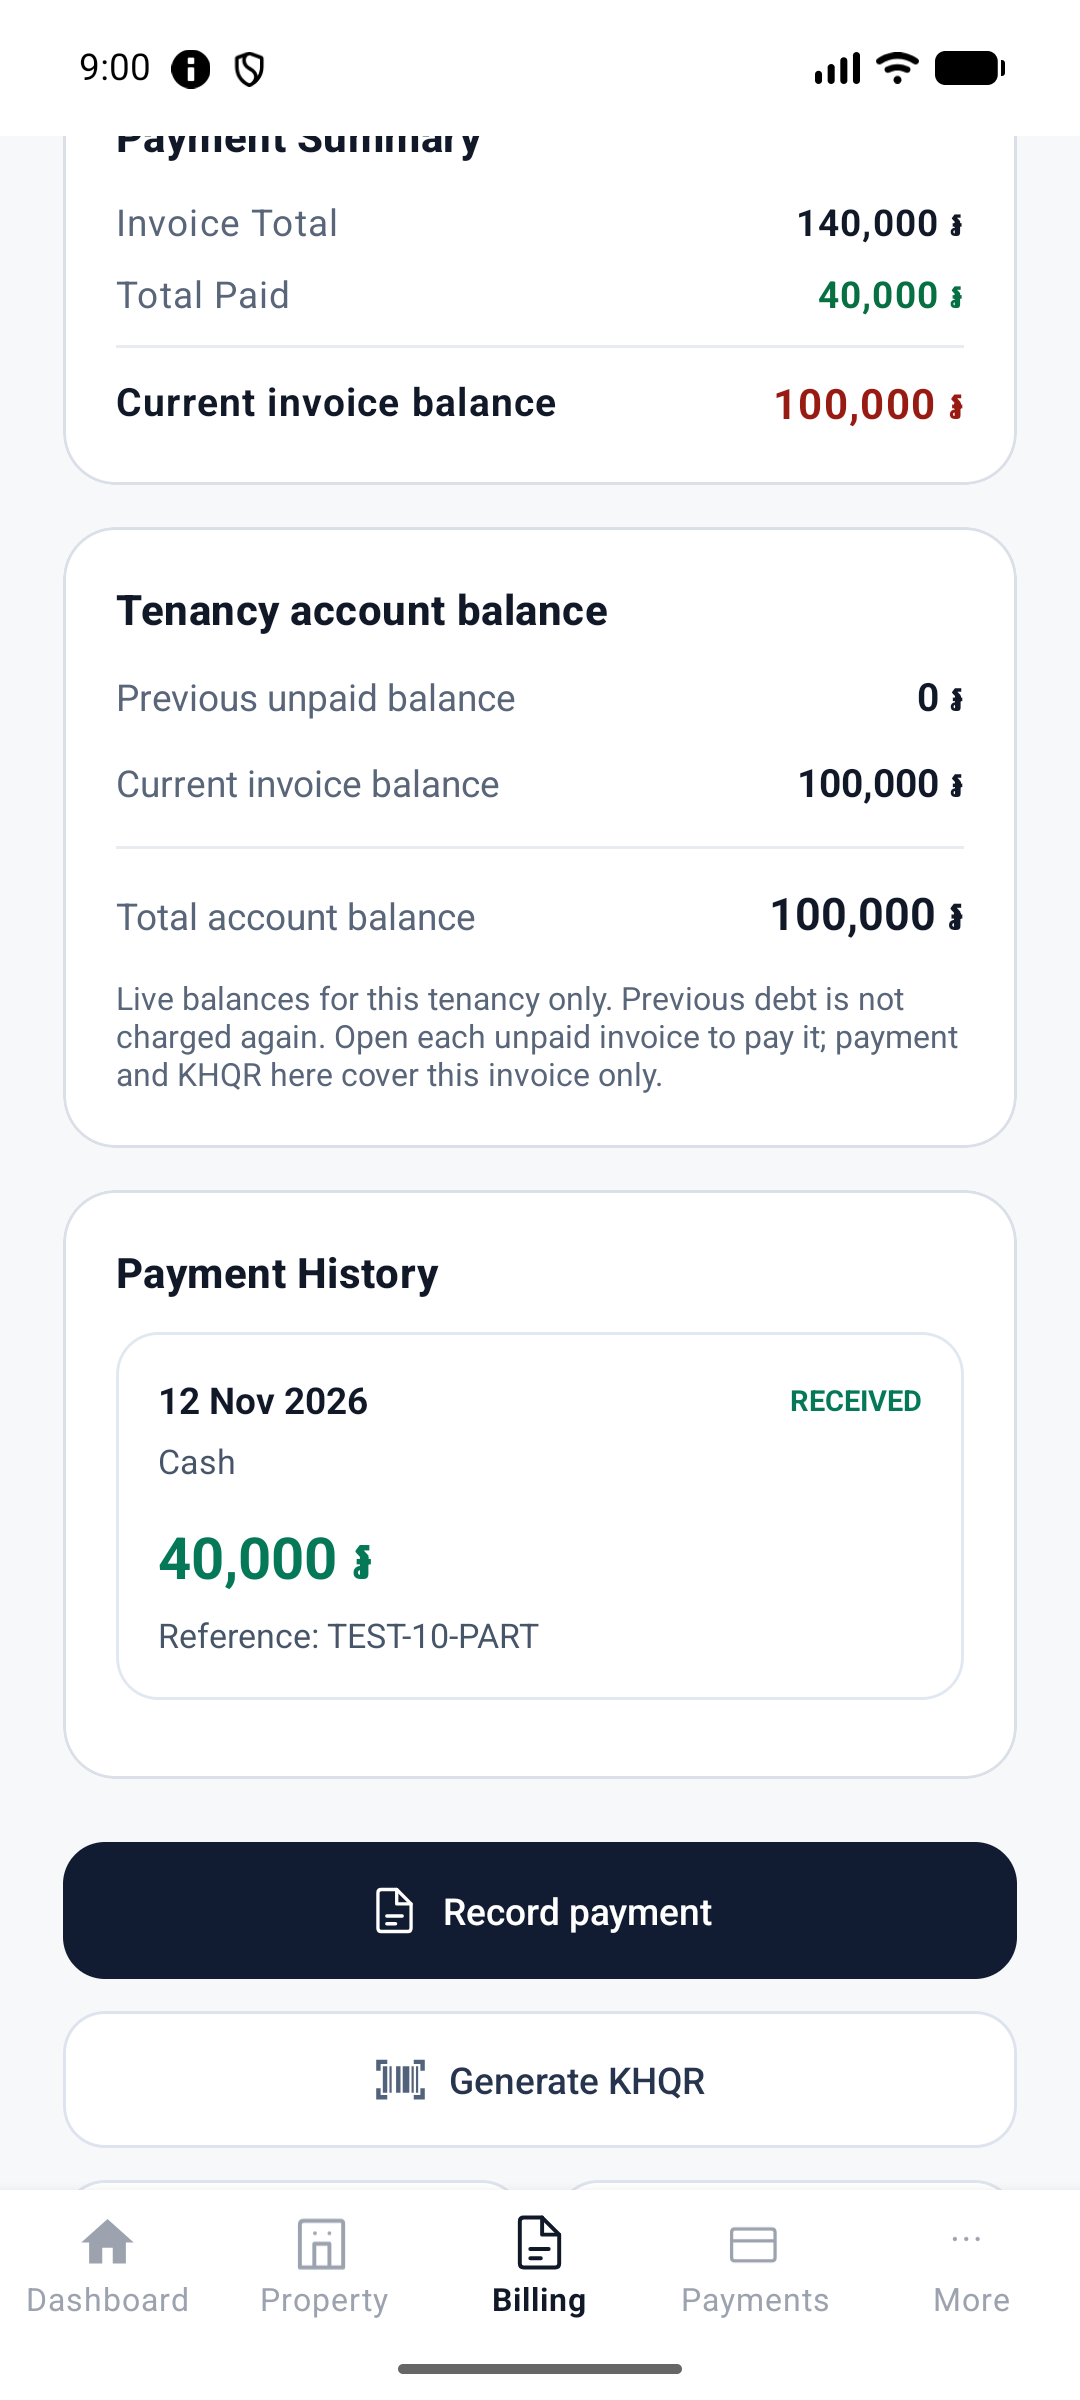 9:00
Payment Summary
Invoice Total 140,000 ៛
Total Paid 40,000 ៛
Current invoice balance 100,000 ៛
Tenancy account balance
Previous unpaid balance 0 ៛
Current invoice balance 100,000 ៛
Total account balance 100,000 ៛
Live balances for this tenancy only. Previous debt is not
charged again. Open each unpaid invoice to pay it; payment
and KHQR here cover this invoice only.
Payment History
12 Nov 2026 RECEIVED
Cash
40,000 ៛
Reference: TEST-10-PART
Record payment
Generate KHQR
Dashboard Property Billing Payments More